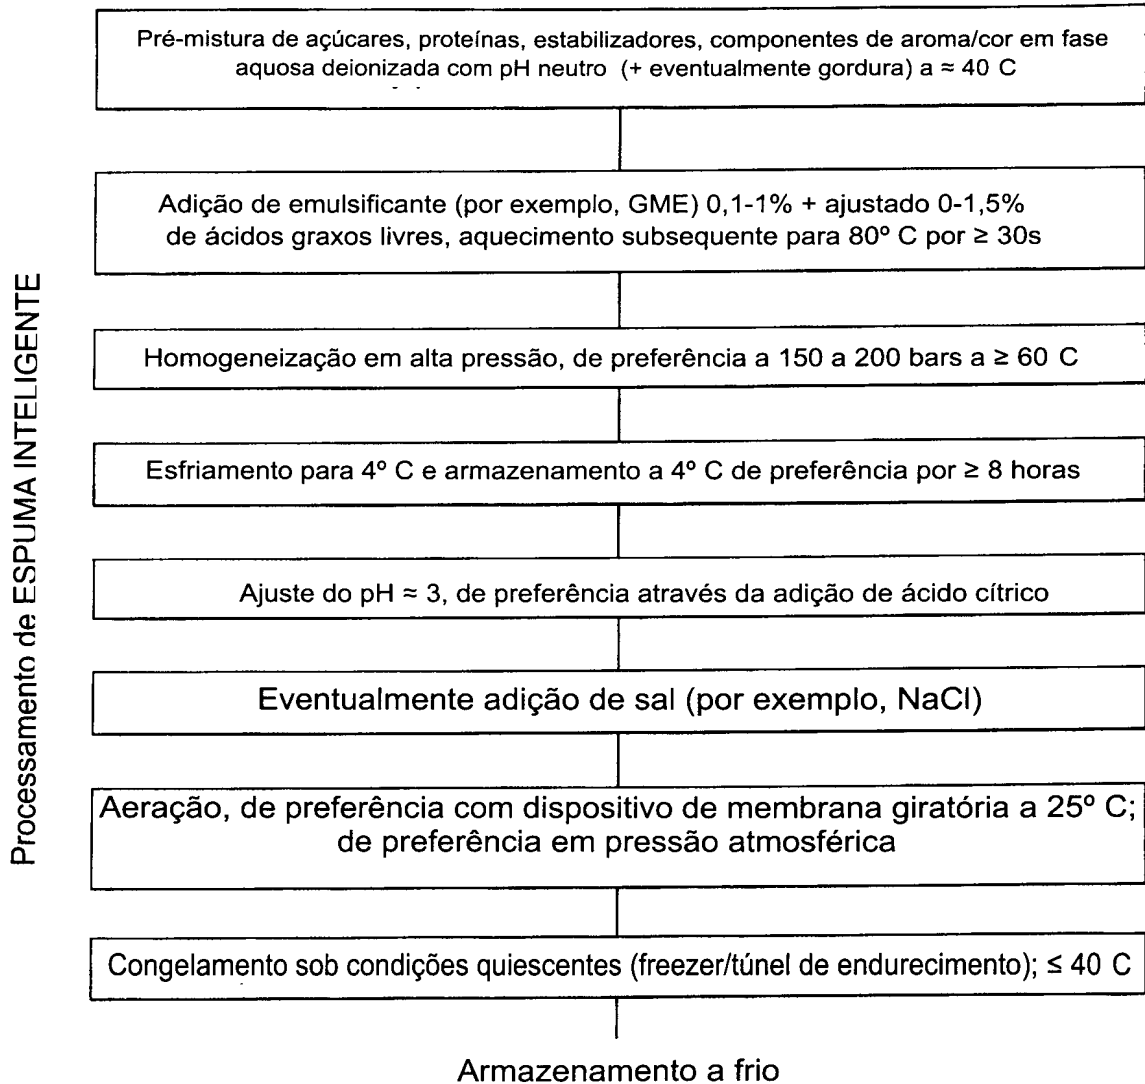 Processamento de ESPUMA INTELIGENTE
Pré-mistura de açúcares, proteínas, estabilizadores, componentes de aroma/cor em fase
aquosa deionizada com pH neutro (+ eventualmente gordura) a ≈ 40 C
Adição de emulsificante (por exemplo, GME) 0,1-1% + ajustado 0-1,5%
de ácidos graxos livres, aquecimento subsequente para 80º C por ≥ 30s
Homogeneização em alta pressão, de preferência a 150 a 200 bars a ≥ 60 C
Esfriamento para 4º C e armazenamento a 4º C de preferência por ≥ 8 horas
Ajuste do pH ≈ 3, de preferência através da adição de ácido cítrico
Eventualmente adição de sal (por exemplo, NaCl)
Aeração, de preferência com dispositivo de membrana giratória a 25º C;
de preferência em pressão atmosférica
Congelamento sob condições quiescentes (freezer/túnel de endurecimento); ≤ 40 C
Armazenamento a frio